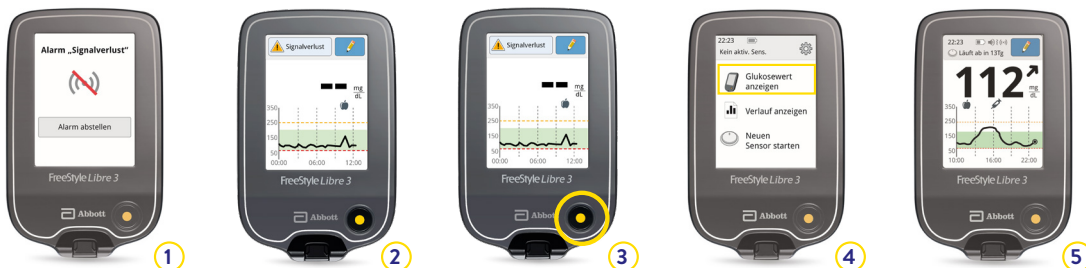 Alarm „Signalverlust"
Alarm abstellen
FreeStyle Libre 3
Abbott
1
Signalverlust
-- mg/dL
350
250
150
50
00:00 06:00 12:00
FreeStyle Libre 3
Abbott
2
Signalverlust
-- mg/dL
350
250
150
50
00:00 06:00 12:00
FreeStyle Libre 3
Abbott
3
22:23
Kein aktiv. Sens.
Glukosewert
anzeigen
Verlauf anzeigen
Neuen
Sensor starten
FreeStyle Libre 3
Abbott
4
22:23
Läuft ab in 13Tg
112 mg/dL
350
250
150
50
10:00 16:00 22:00
FreeStyle Libre 3
Abbott
5